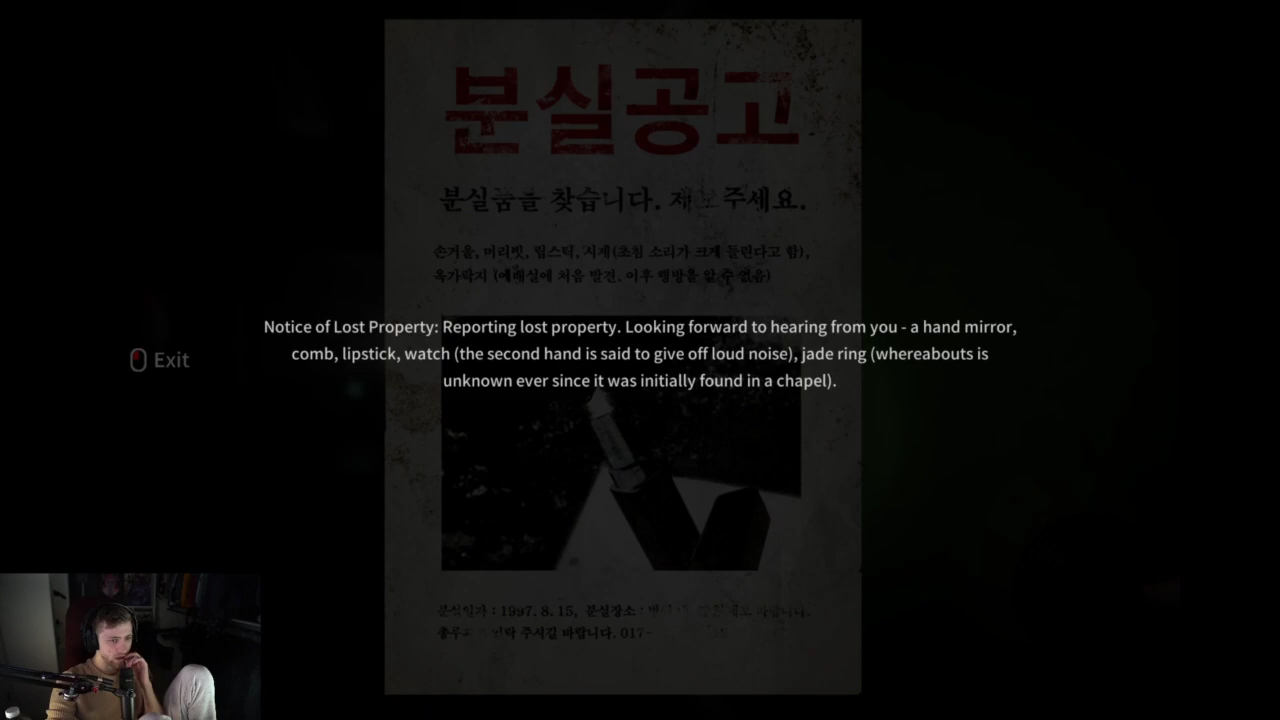 분실공고
분실물을 찾습니다. 제보 주세요.
손거울, 머리빗, 립스틱, 시계(초침 소리가 크게 들린다고 함),
옥가락지 (예배실에 처음 발견. 이후 행방을 알 수 없음)
Notice of Lost Property: Reporting lost property. Looking forward to hearing from you - a hand mirror,
comb, lipstick, watch (the second hand is said to give off loud noise), jade ring (whereabouts is
unknown ever since it was initially found in a chapel).
Exit
분실일자 : 1997. 8. 15, 분실장소 : 바랍니다.
주시길 바랍니다. 017-